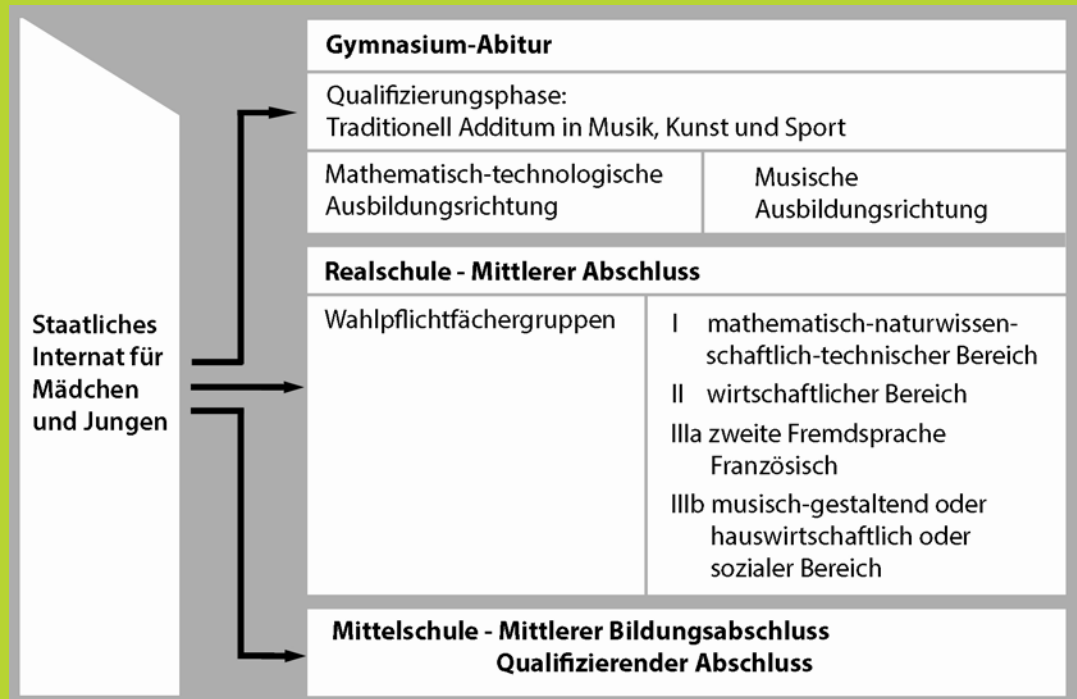 Staatliches
Internat für
Mädchen
und Jungen
Gymnasium-Abitur
Qualifizierungsphase:
Traditionell Additum in Musik, Kunst und Sport
Mathematisch-technologische
Ausbildungsrichtung
Musische
Ausbildungsrichtung
Realschule - Mittlerer Abschluss
Wahlpflichtfächergruppen
I mathematisch-naturwissen-
schaftlich-technischer Bereich
II wirtschaftlicher Bereich
IIIa zweite Fremdsprache
Französisch
IIIb musisch-gestaltend oder
hauswirtschaftlich oder
sozialer Bereich
Mittelschule - Mittlerer Bildungsabschluss
Qualifizierender Abschluss